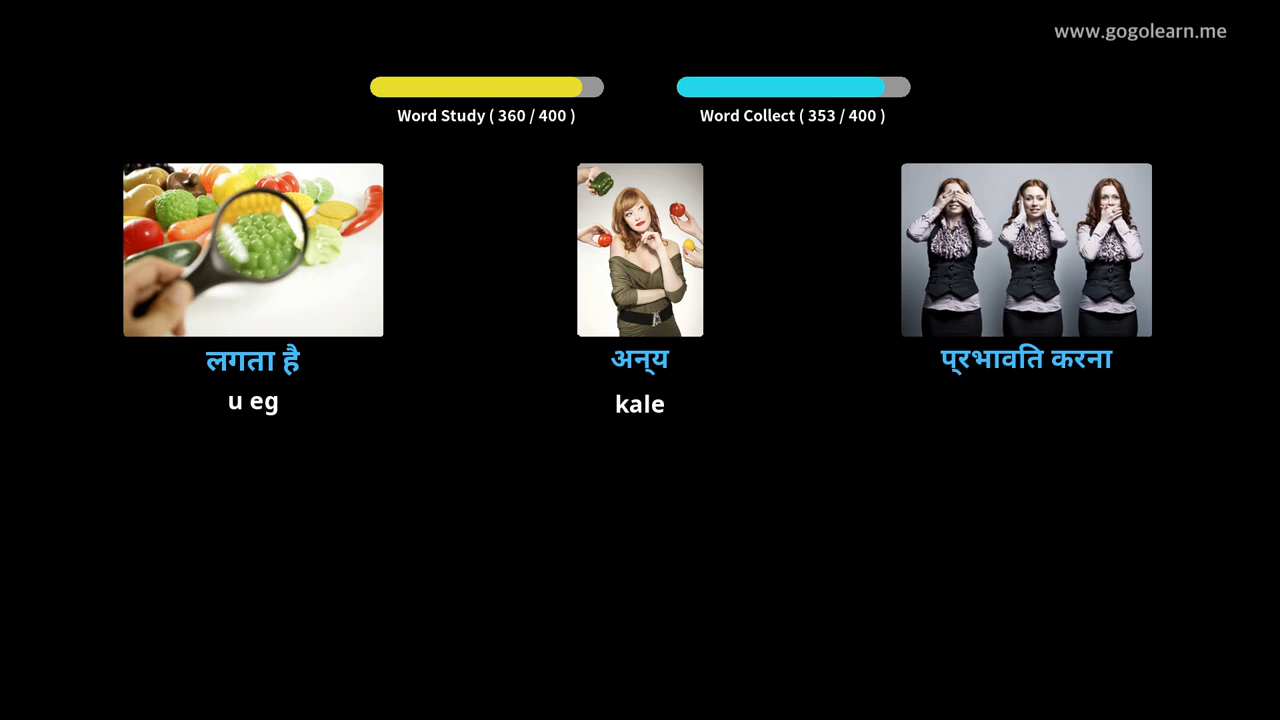 www.gogolearn.me
Word Study ( 360 / 400 )
Word Collect ( 353 / 400 )
लगता है
अन्‌य
प्‌रभावति करना
u eg
kale